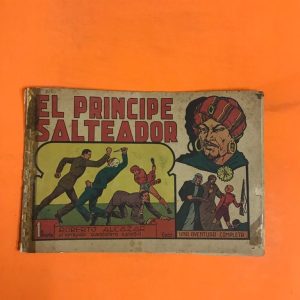 EL PRINCIPE
SALTEADOR
ROBERTO ALCAZAR
UNA AVENTURA COMPLETA